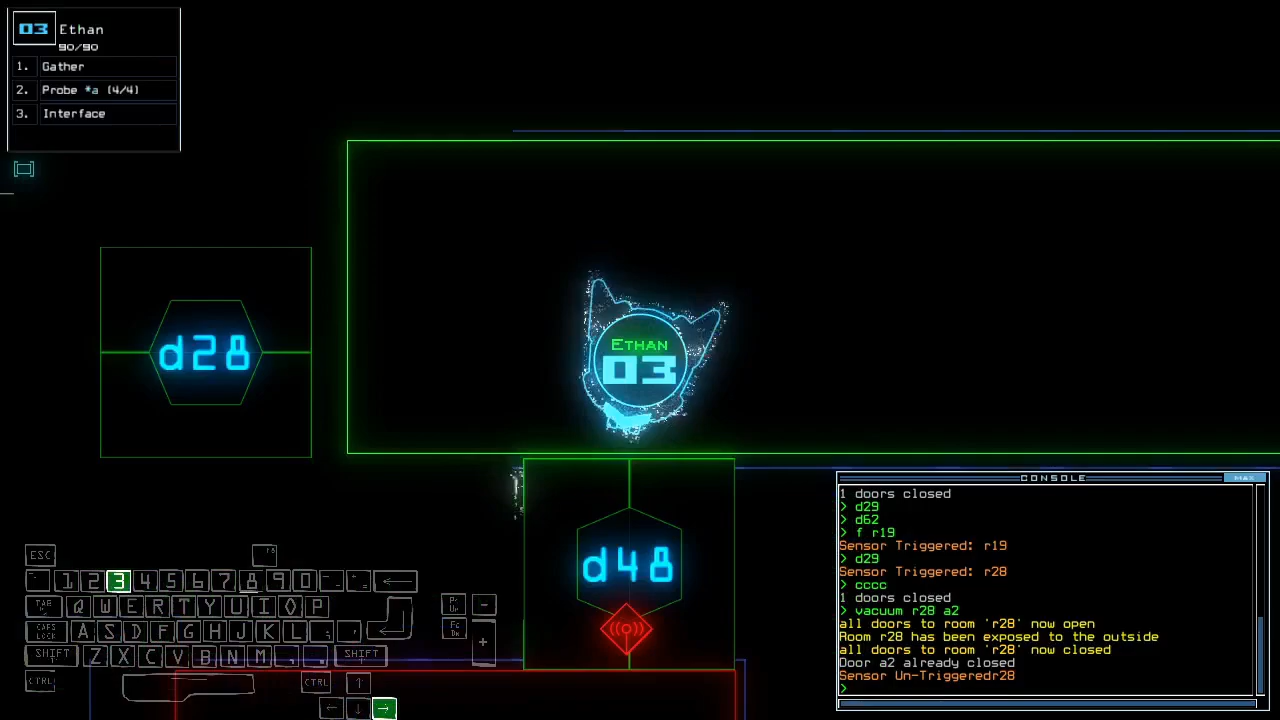 03 Ethan
90/90
1. Gather
2. Probe *a (4/4)
3. Interface
d28
ETHAN
03
d48
CONSOLE
MAX
1 doors closed
> d29
> d62
> f r19
Sensor Triggered: r19
> d29
Sensor Triggered: r28
> cccc
1 doors closed
> vacuum r28 a2
all doors to room 'r28' now open
Room r28 has been exposed to the outside
all doors to room 'r28' now closed
Door a2 already closed
Sensor Un-Triggeredr28
>
ESC
1 2 3 4 5 6 7 8 9 0
TAB Q W E R T Y U I O P
CAPS LOCK A S D F G H J K L ; ,
SHIFT Z X C V B N M , . SHIFT
CTRL CTRL ↑
← ↓ →
- +